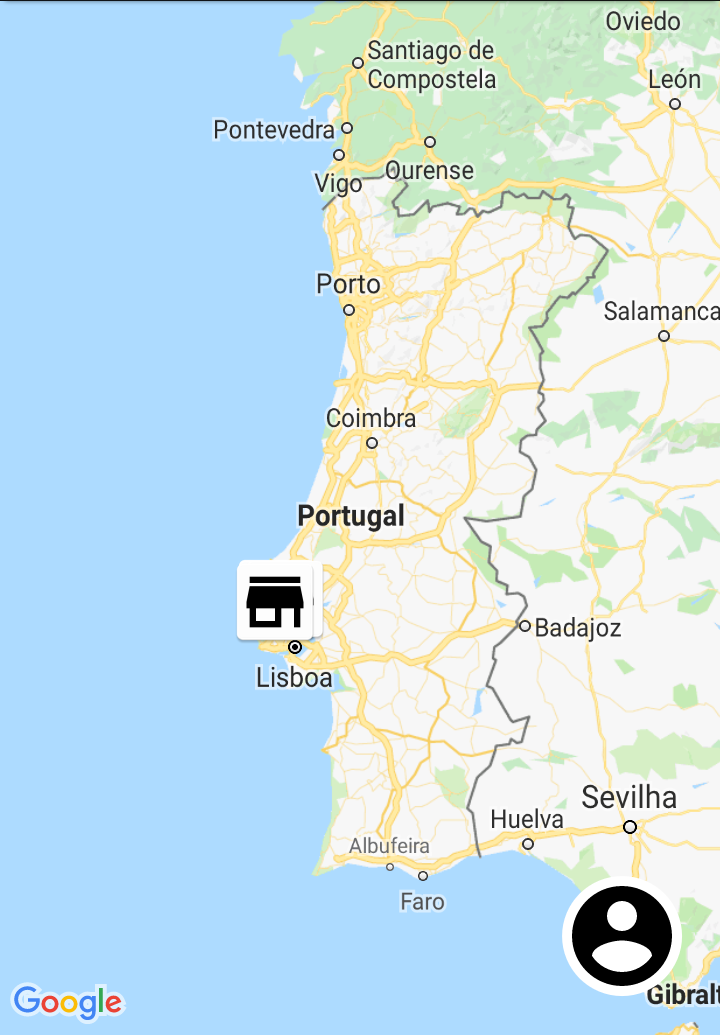 Oviedo
Santiago de
Compostela
León
Pontevedra
Ourense
Vigo
Porto
Salamanca
Coimbra
Portugal
Badajoz
Lisboa
Sevilha
Huelva
Albufeira
Faro
Gibralt
Google